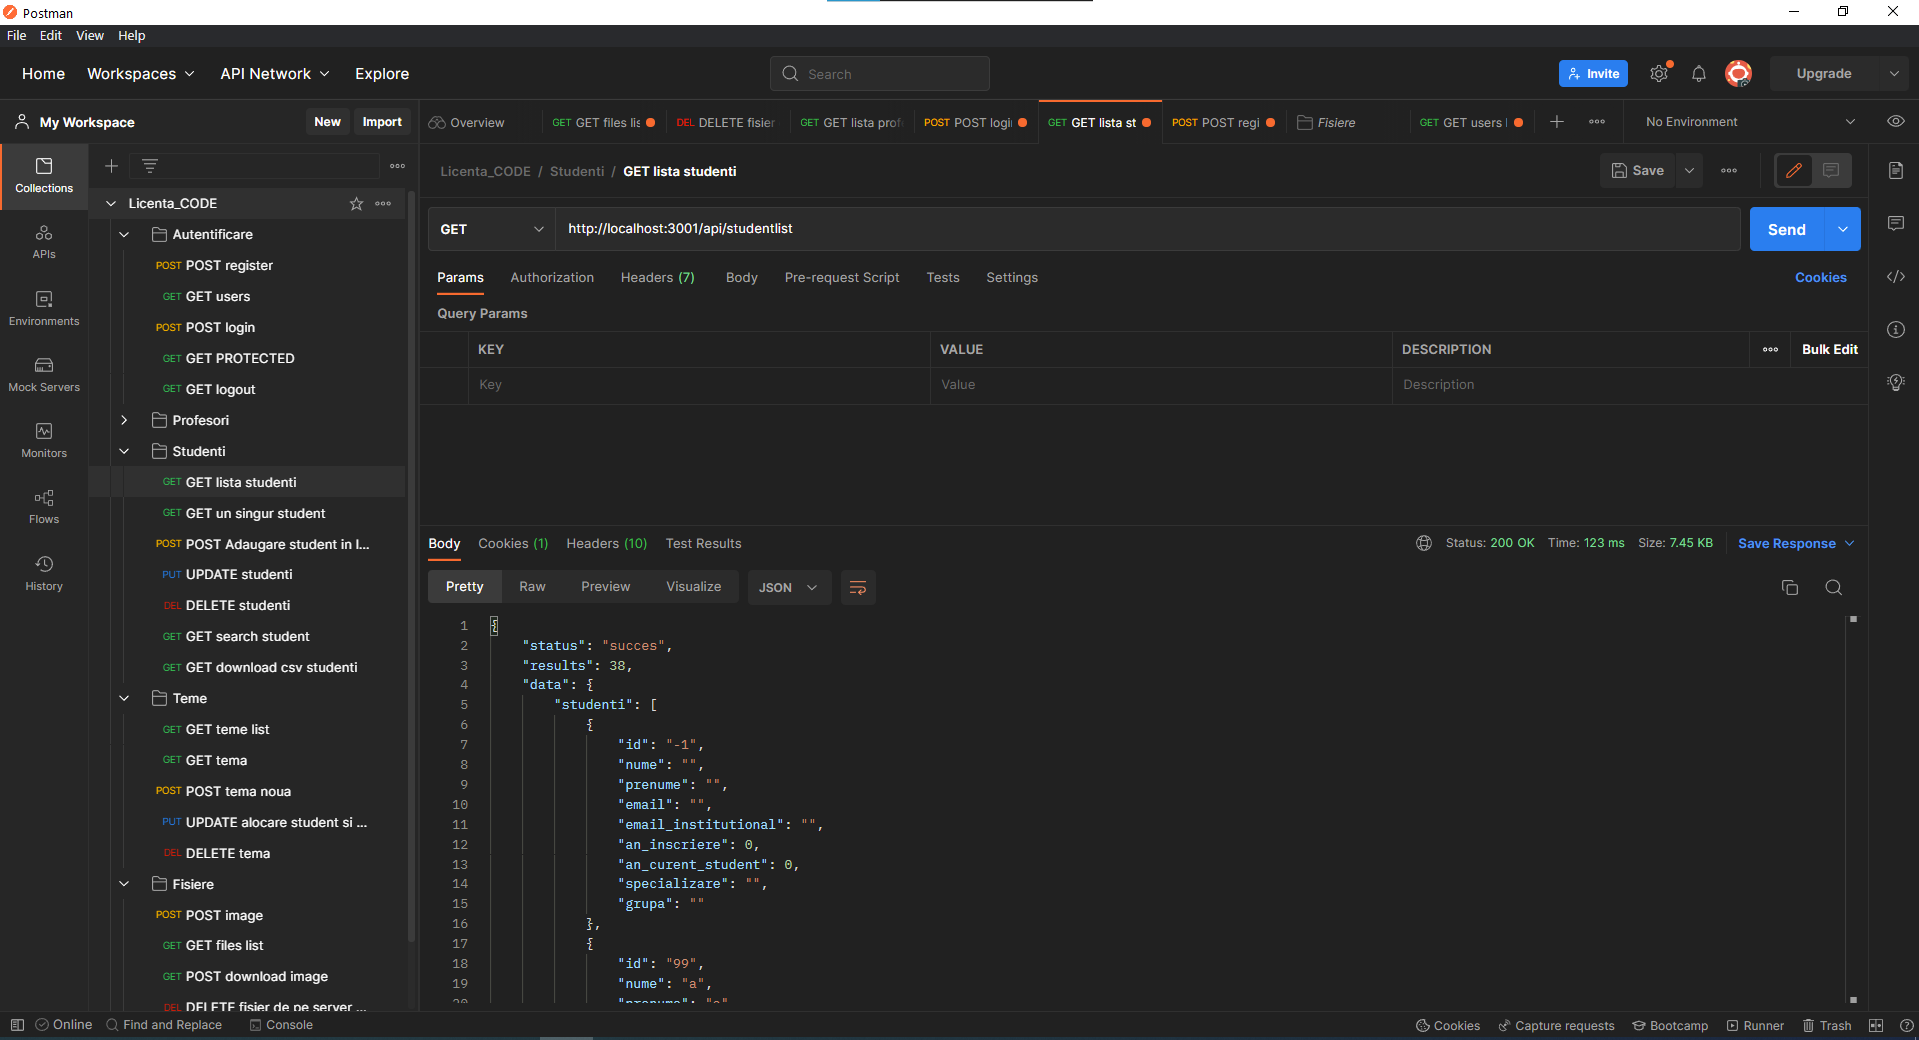 Postman
File Edit View Help
Home Workspaces API Network Explore Search Invite Upgrade
My Workspace New Import
Overview GET GET files lis DEL DELETE fisier GET GET lista prof POST POST logi GET GET lista st POST POST regi Fisiere GET GET users No Environment
Collections
APIs
Environments
Mock Servers
Monitors
Flows
History
Licenta_CODE
Autentificare
POST POST register
GET GET users
POST POST login
GET GET PROTECTED
GET GET logout
Profesori
Studenti
GET GET lista studenti
GET GET un singur student
POST POST Adaugare student in l...
PUT UPDATE studenti
DEL DELETE studenti
GET GET search student
GET GET download csv studenti
Teme
GET GET teme list
GET GET tema
POST POST tema noua
PUT UPDATE alocare student si ...
DEL DELETE tema
Fisiere
POST POST image
GET GET files list
GET POST download image
DEL DELETE fisier de pe server ...
Licenta_CODE / Studenti / GET lista studenti Save
GET http://localhost:3001/api/studentlist Send
Params Authorization Headers (7) Body Pre-request Script Tests Settings Cookies
Query Params
KEY VALUE DESCRIPTION Bulk Edit
Key Value Description
Body Cookies (1) Headers (10) Test Results Status: 200 OK Time: 123 ms Size: 7.45 KB Save Response
Pretty Raw Preview Visualize JSON
1 {
2 "status": "succes",
3 "results": 38,
4 "data": {
5 "studenti": [
6 {
7 "id": "-1",
8 "nume": "",
9 "prenume": "",
10 "email": "",
11 "email_institutional": "",
12 "an_inscriere": 0,
13 "an_curent_student": 0,
14 "specializare": "",
15 "grupa": ""
16 },
17 {
18 "id": "99",
19 "nume": "a",
20 "prenume": "a"
Online Find and Replace Console Cookies Capture requests Bootcamp Runner Trash